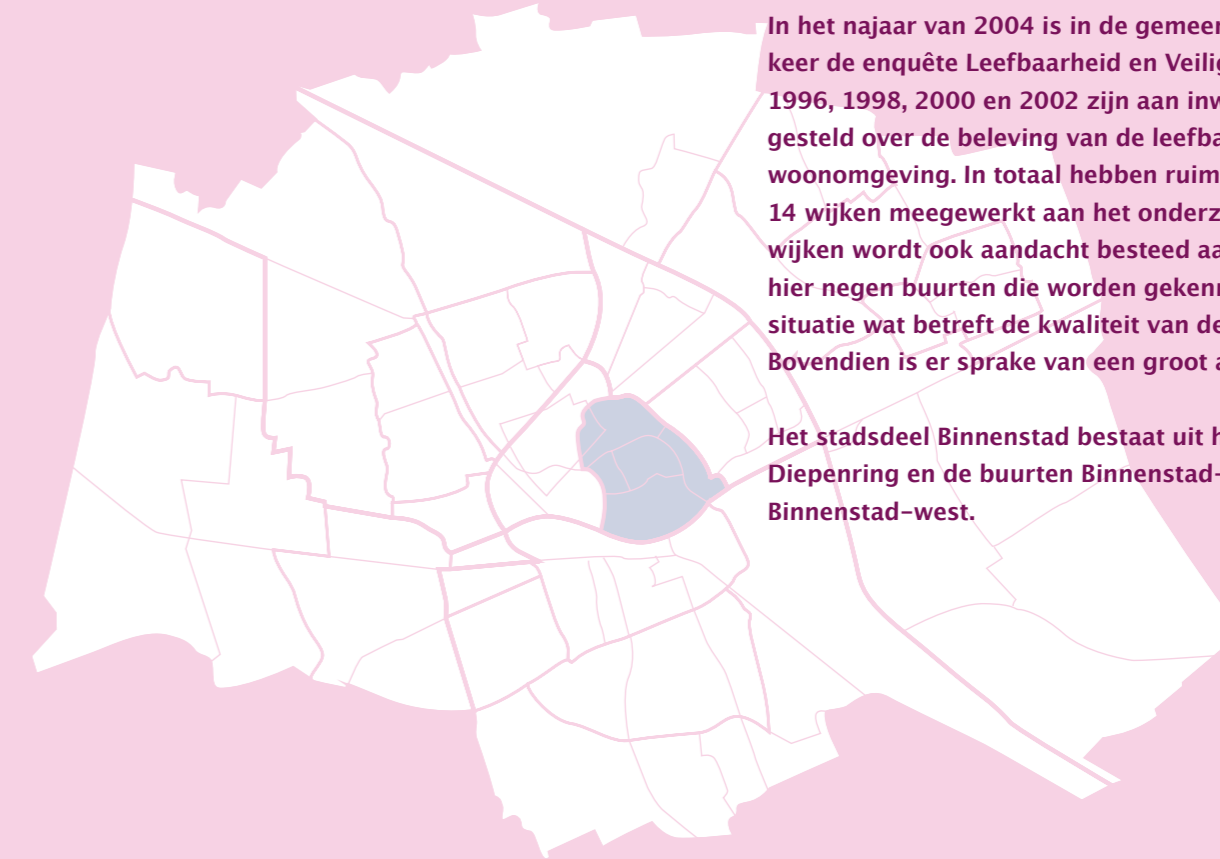 In het najaar van 2004 is in de gemeen
keer de enquête Leefbaarheid en Veilig
1996, 1998, 2000 en 2002 zijn aan inw
gesteld over de beleving van de leefba
woonomgeving. In totaal hebben ruim
14 wijken meegewerkt aan het onderz
wijken wordt ook aandacht besteed aa
hier negen buurten die worden gekenn
situatie wat betreft de kwaliteit van de
Bovendien is er sprake van een groot a
Het stadsdeel Binnenstad bestaat uit h
Diepenring en de buurten Binnenstad-
Binnenstad-west.